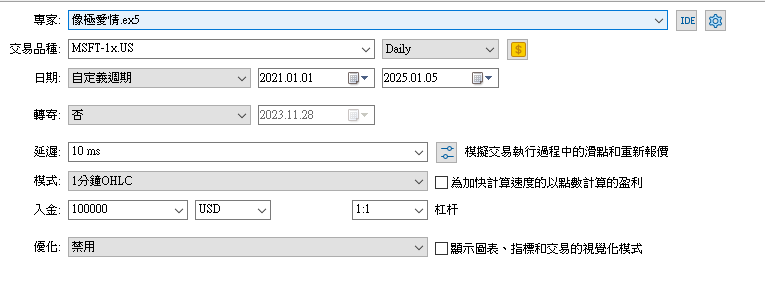 專家: 像極愛情.ex5 IDE
交易品種: MSFT-1x.US Daily $
日期: 自定義週期 2021.01.01 2025.01.05
轉寄: 否 2023.11.28
延遲: 10 ms 模擬交易執行過程中的滑點和重新報價
模式: 1分鐘OHLC 為加快計算速度的以點數計算的盈利
入金: 100000 USD 1:1 杠杆
優化: 禁用 顯示圖表、指標和交易的視覺化模式